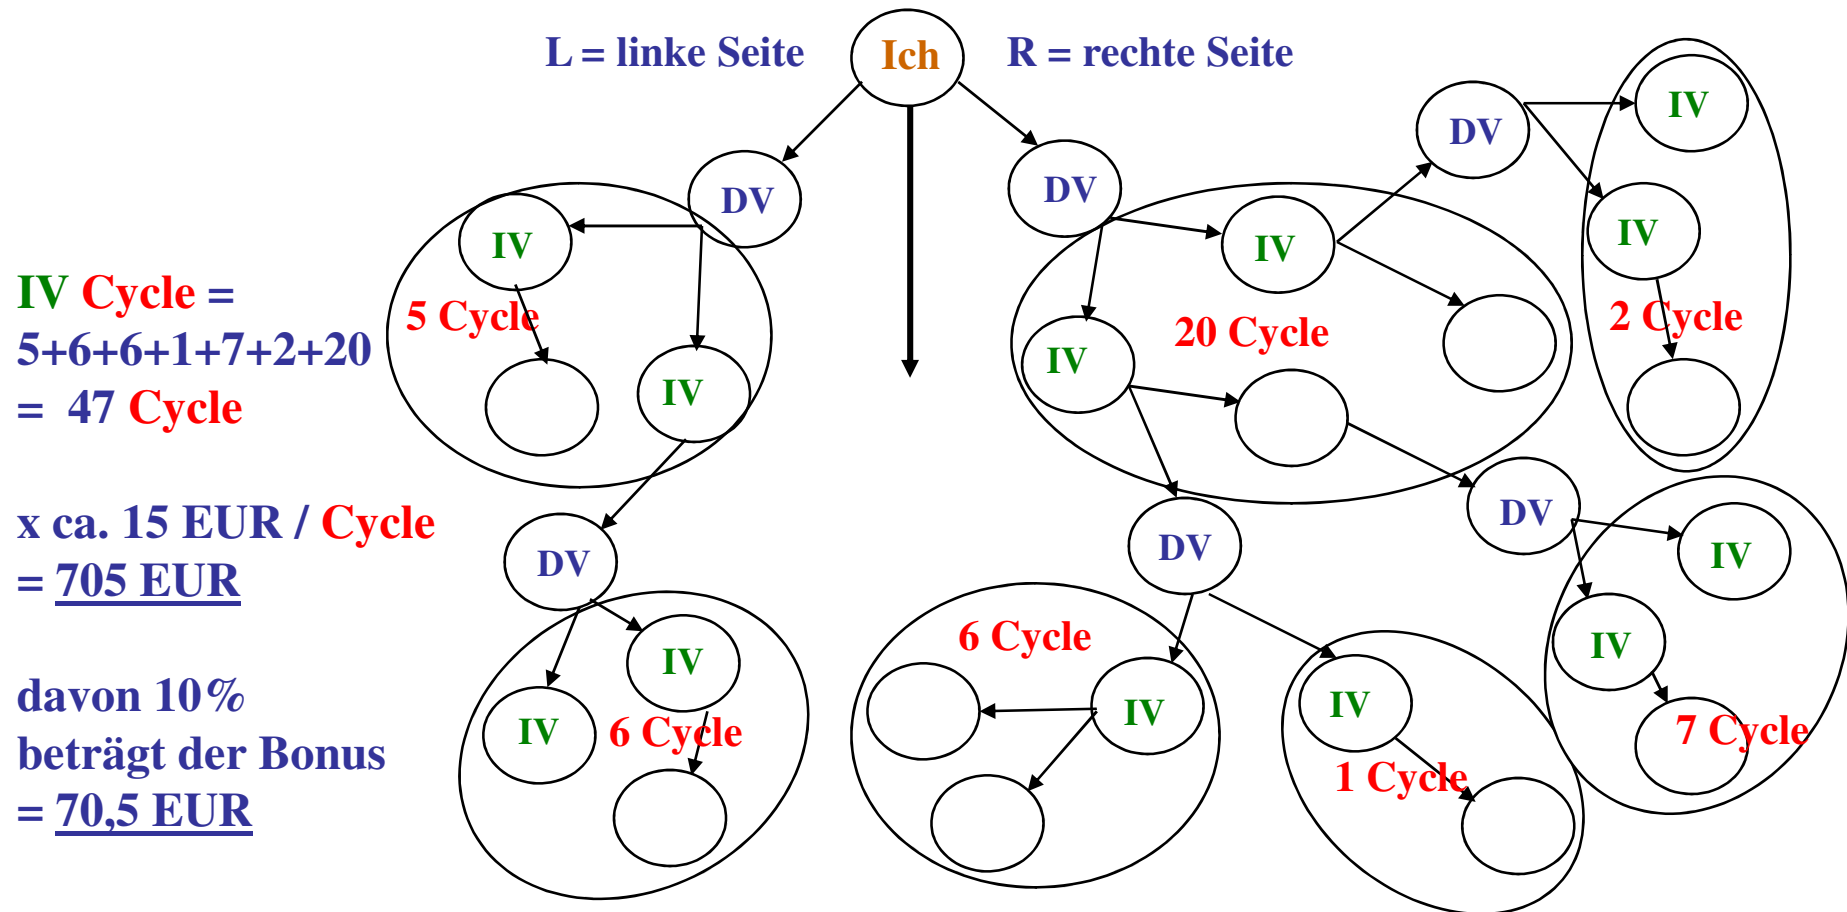 L = linke Seite
Ich
R = rechte Seite
IV
DV
DV
DV
IV
IV
IV
IV
5 Cycle
20 Cycle
2 Cycle
IV
IV
IV Cycle =
5+6+6+1+7+2+20
= 47 Cycle
x ca. 15 EUR / Cycle
= 705 EUR
davon 10%
beträgt der Bonus
= 70,5 EUR
DV
DV
DV
IV
IV
6 Cycle
IV
6 Cycle
IV
IV
1 Cycle
IV
7 Cycle
IV